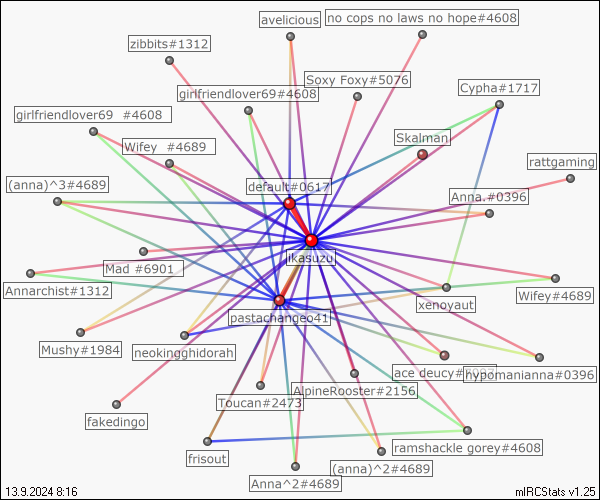 avelicious
no cops no laws no hope#4608
zibbits#1312
Soxy Foxy#5076
Cypha#1717
girlfriendlover69#4608
girlfriendlover69 #4608
Skalman
Wifey #4689
rattgaming
(anna)^3#4689
default#0617
Anna.#0396
jikasuzu
Mad #6901
Annarchist#1312
Wifey#4689
xenoyaut
pastachangeo41
Mushy#1984
neokingghidorah
ace deucy#
hypomanianna#0396
AlpineRooster#2156
Toucan#2473
fakedingo
ramshackle gorey#4608
frisout
(anna)^2#4689
Anna^2#4689
13.9.2024 8:16
mIRCStats v1.25